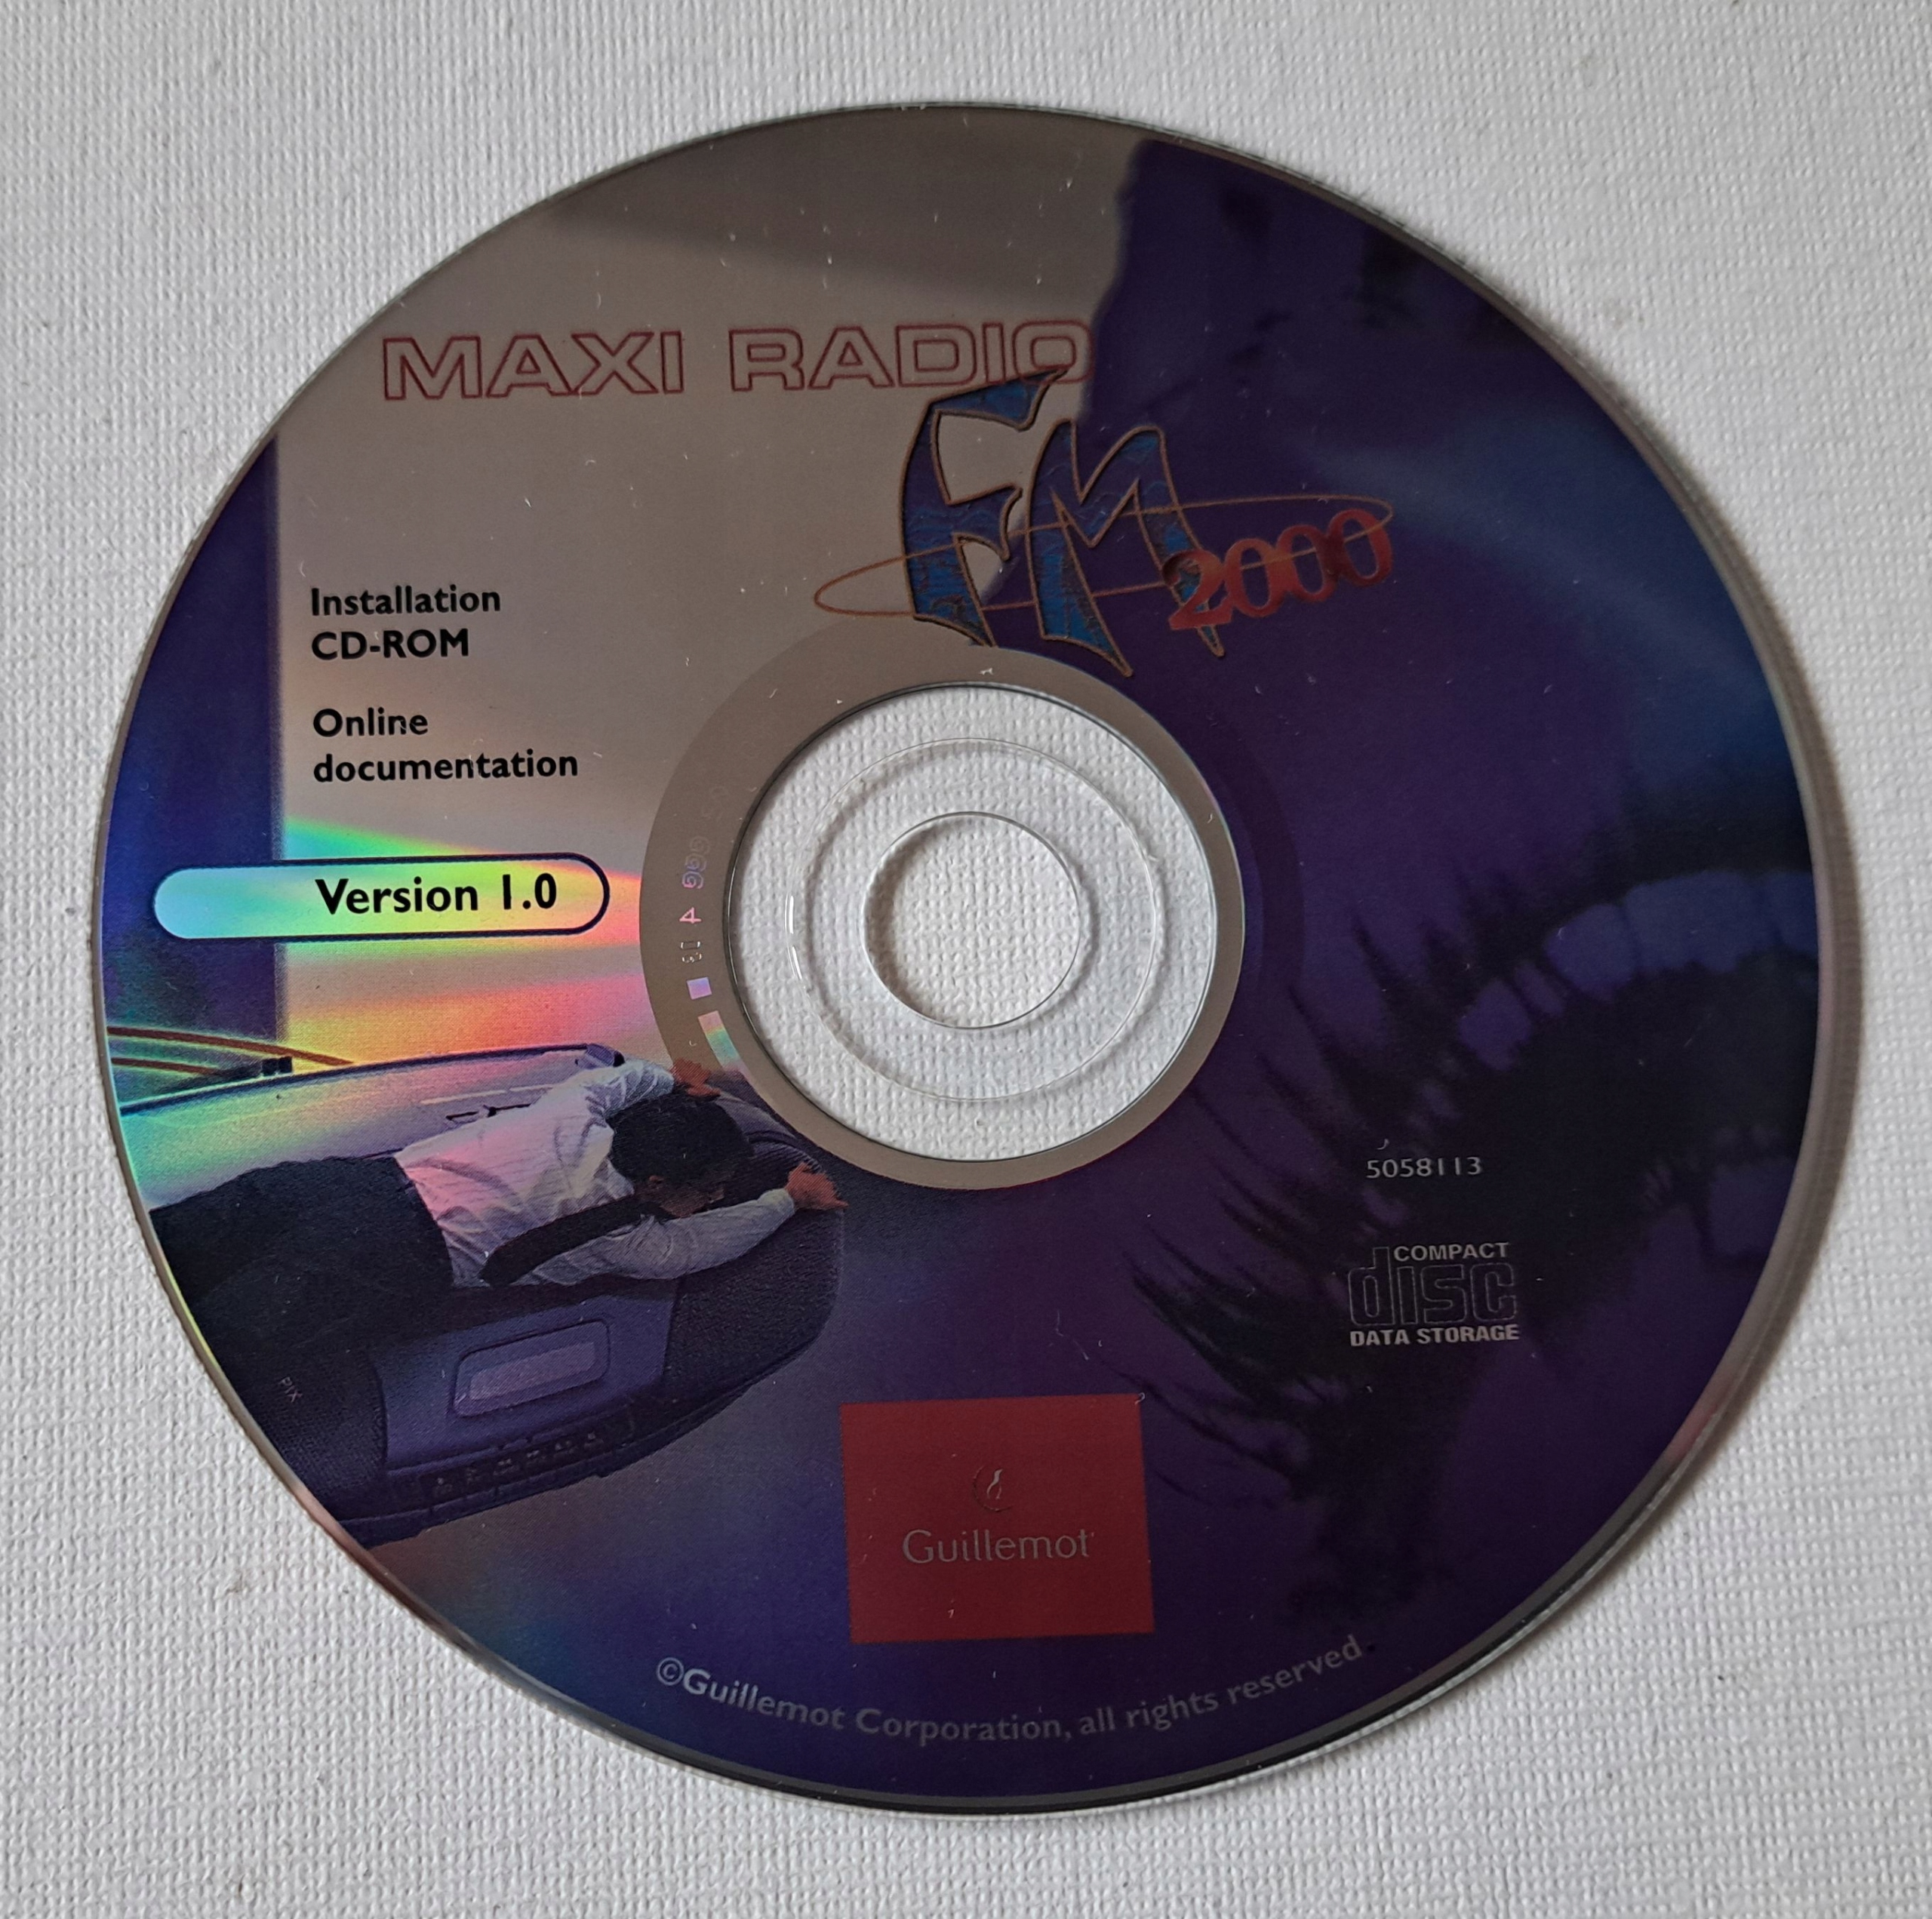 MAXI RADIO
FM
2000
Installation
CD-ROM
Online
documentation
Version 1.0
5058113
COMPACT
disc
DATA STORAGE
PIX
Guillemot
©Guillemot Corporation, all rights reserved